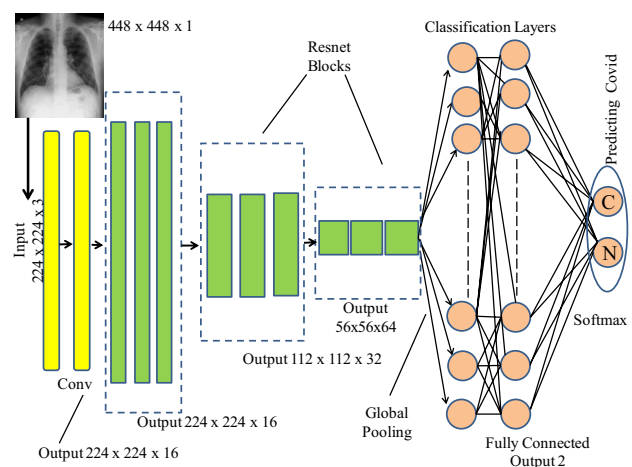 448 x 448 x 1
Input
224 x 224 x 3
Conv
Output 224 x 224 x 16
Output 224 x 224 x 16
Resnet
Blocks
Output 112 x 112 x 32
Output
56x56x64
Global
Pooling
Classification Layers
Fully Connected
Output 2
Predicting Covid
C
N
Softmax